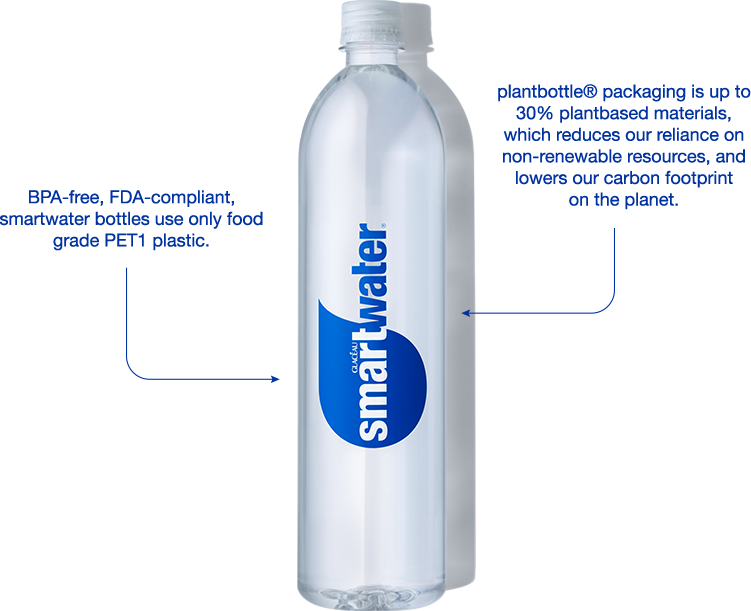 plantbottle® packaging is up to
30% plantbased materials,
which reduces our reliance on
non-renewable resources, and
lowers our carbon footprint
on the planet.
BPA-free, FDA-compliant,
smartwater bottles use only food
grade PET1 plastic.
GLACÉAU
smartwater®